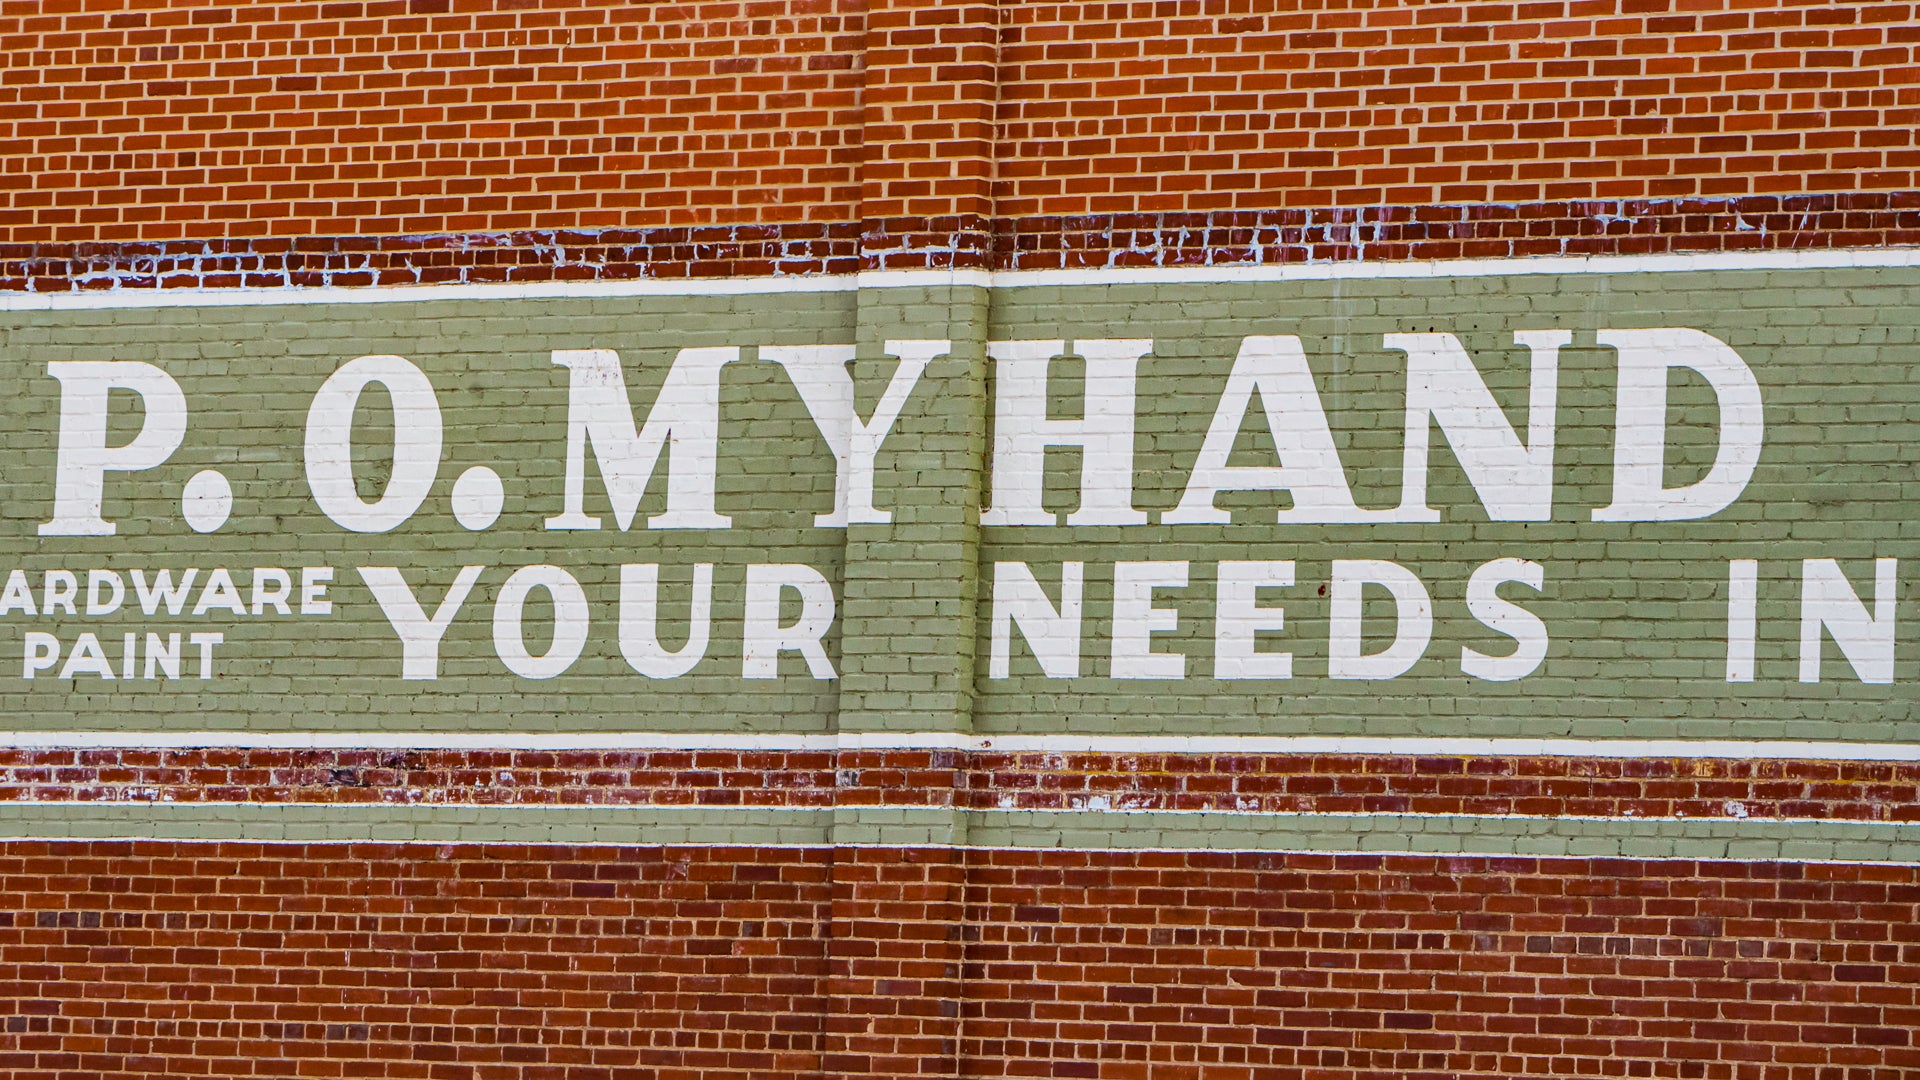 P. O. MYHAND
ARDWARE
PAINT
YOUR NEEDS IN